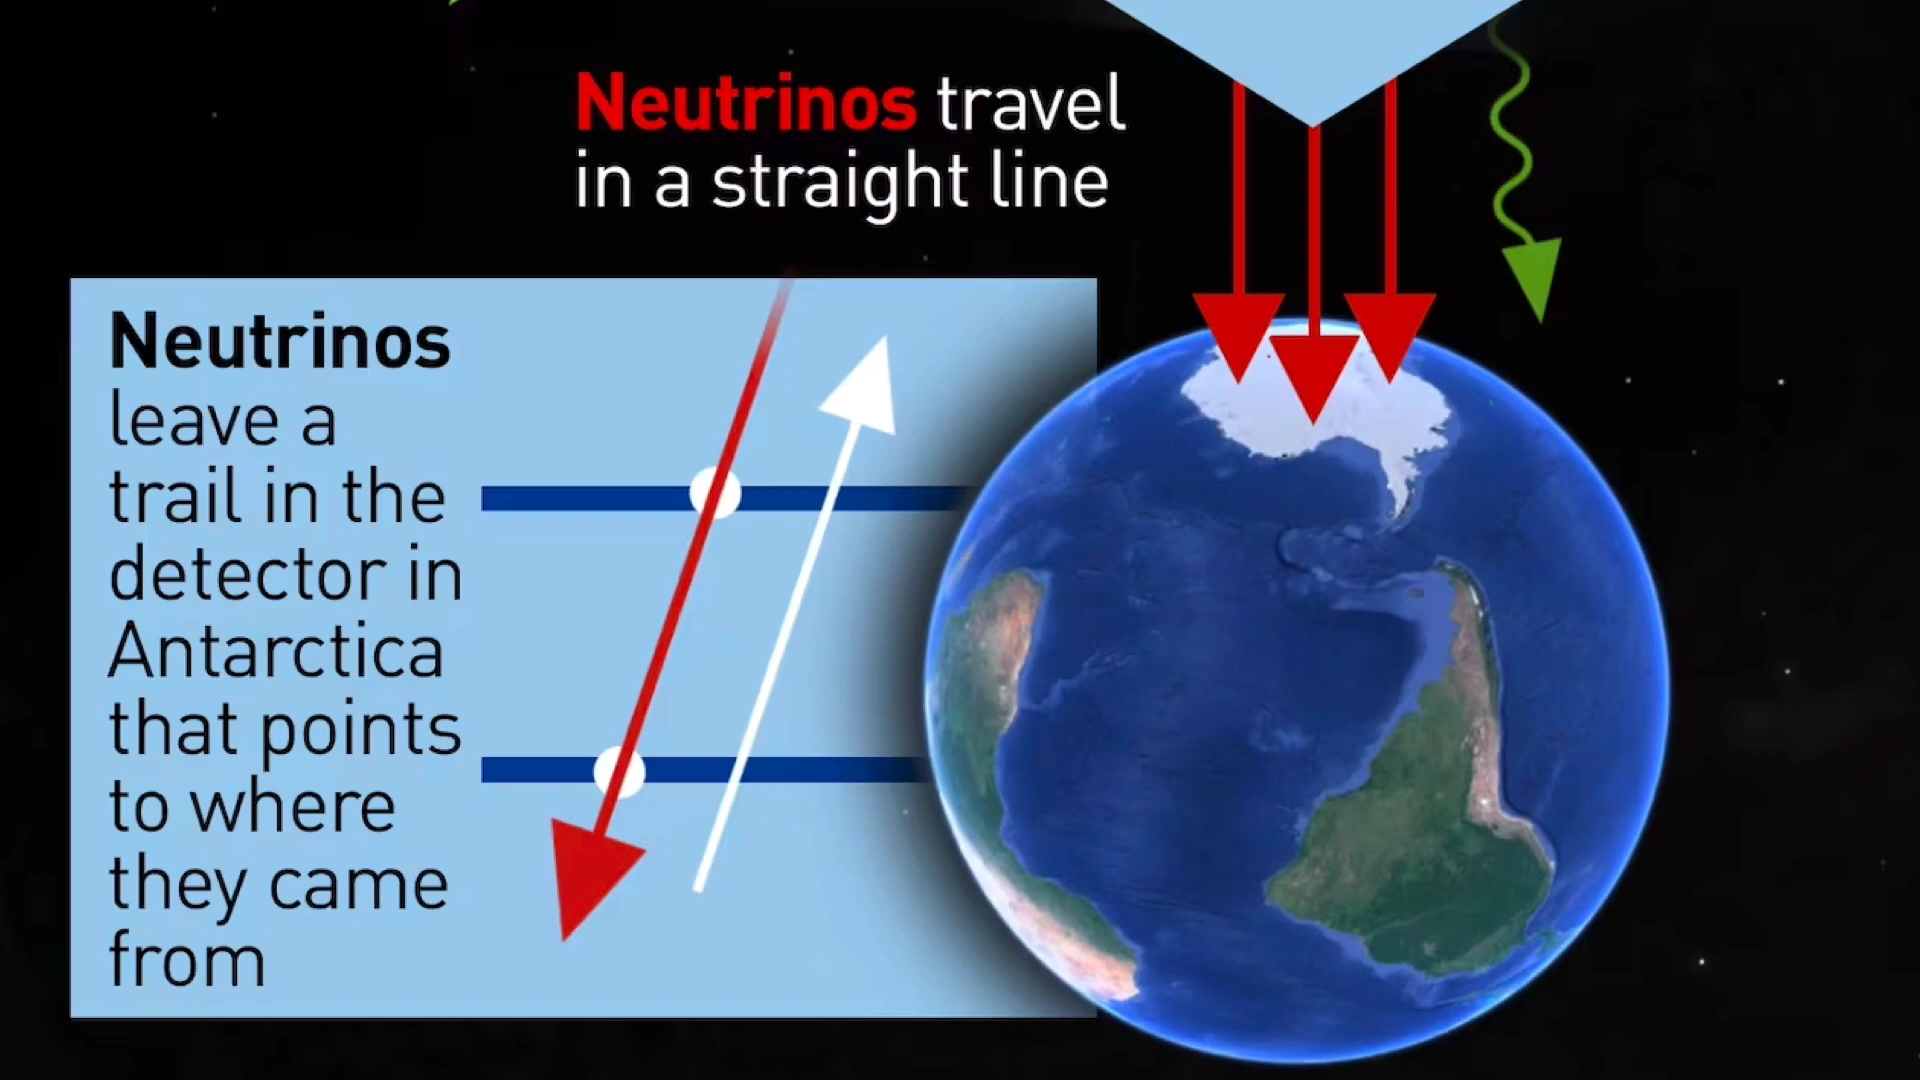 Neutrinos travel
in a straight line
Neutrinos
leave a
trail in the
detector in
Antarctica
that points
to where
they came
from